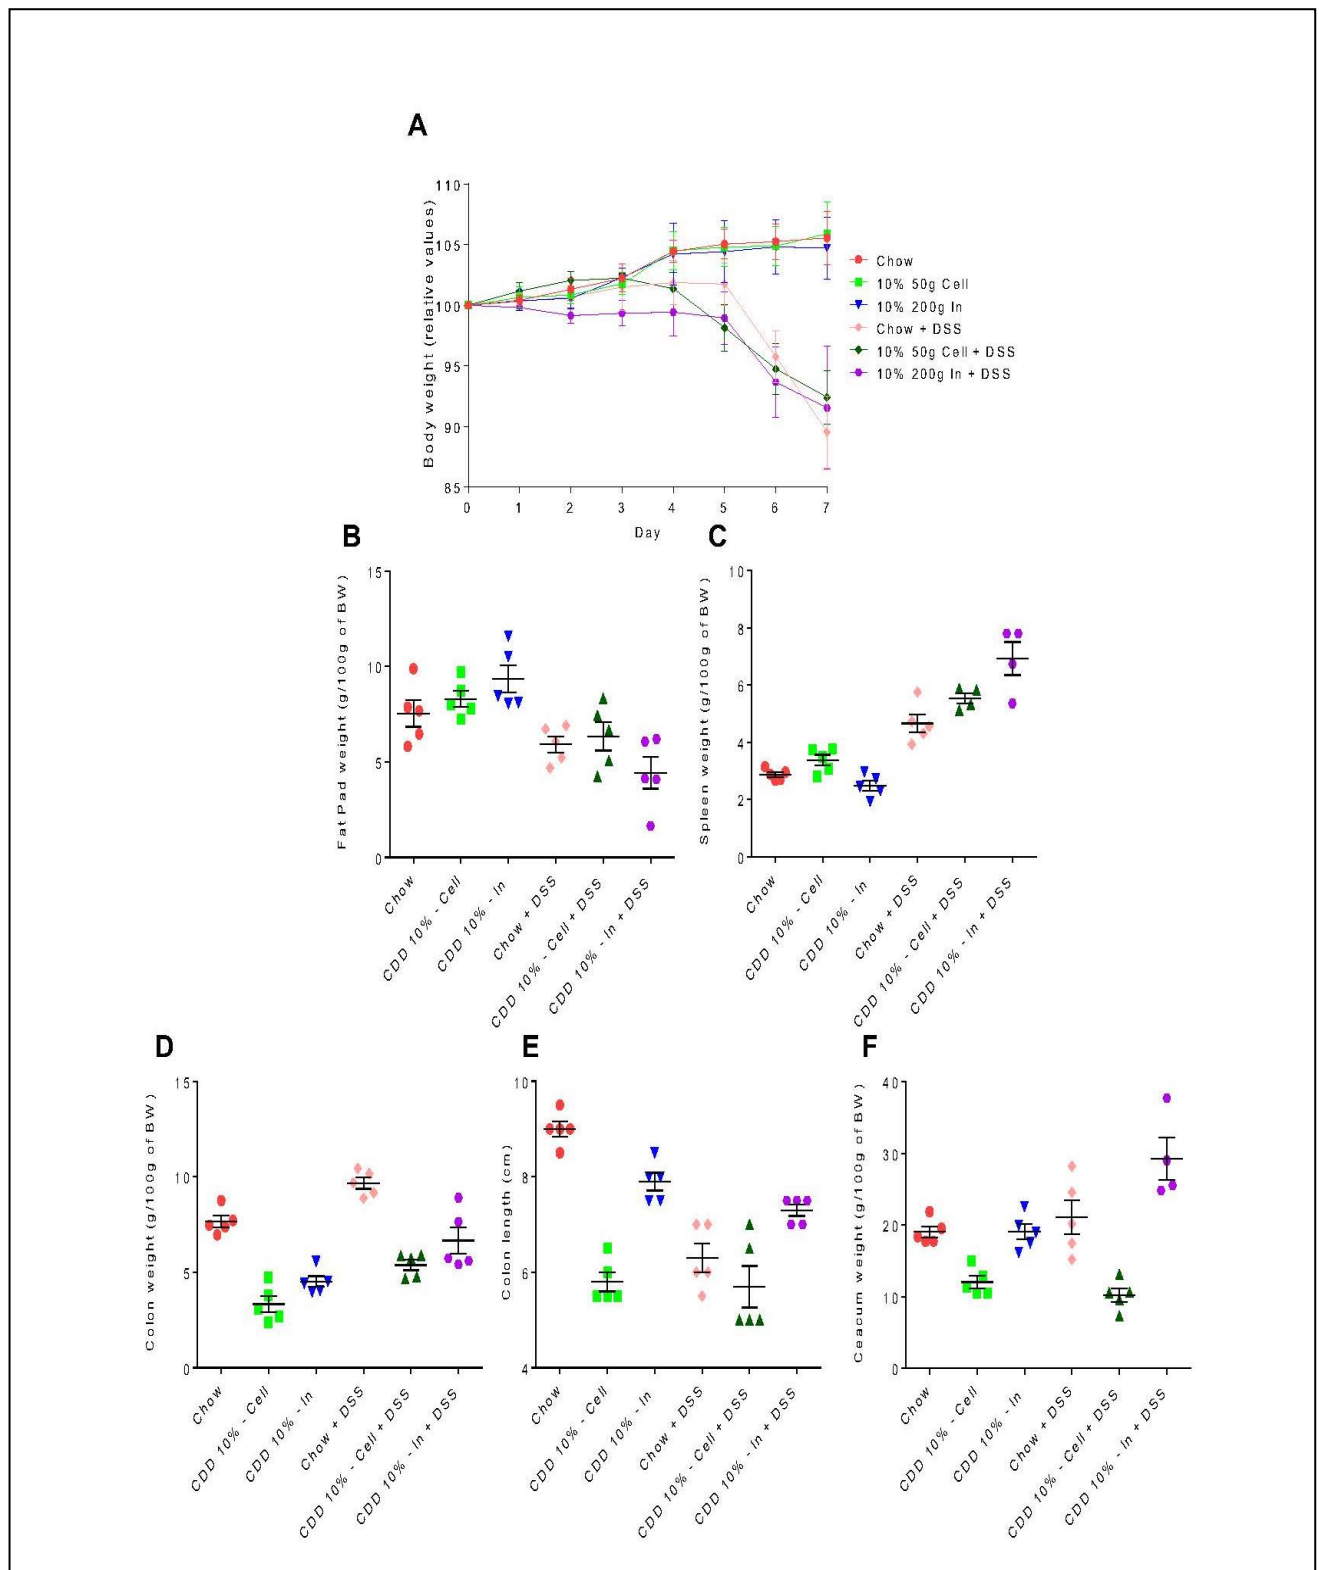 A
Body weight (relative values)
110
105
100
95
90
85
0 1 2 3 4 5 6 7
Day
Chow
10% 50g Cell
10% 200g In
Chow + DSS
10% 50g Cell + DSS
10% 200g In + DSS
B
Fat Pad weight (g/100g of BW)
15
10
5
0
Chow
CDD 10% - Cell
CDD 10% - In
Chow + DSS
CDD 10% - Cell + DSS
CDD 10% - In + DSS
C
Spleen weight (g/100g of BW)
10
8
6
4
2
0
Chow
CDD 10% - Cell
CDD 10% - In
Chow + DSS
CDD 10% - Cell + DSS
CDD 10% - In + DSS
D
Colon weight (g/100g of BW)
15
10
5
0
Chow
CDD 10% - Cell
CDD 10% - In
Chow + DSS
CDD 10% - Cell + DSS
CDD 10% - In + DSS
E
Colon length (cm)
10
8
6
4
Chow
CDD 10% - Cell
CDD 10% - In
Chow + DSS
CDD 10% - Cell + DSS
CDD 10% - In + DSS
F
Ceacum weight (g/100g of BW)
40
30
20
10
0
Chow
CDD 10% - Cell
CDD 10% - In
Chow + DSS
CDD 10% - Cell + DSS
CDD 10% - In + DSS